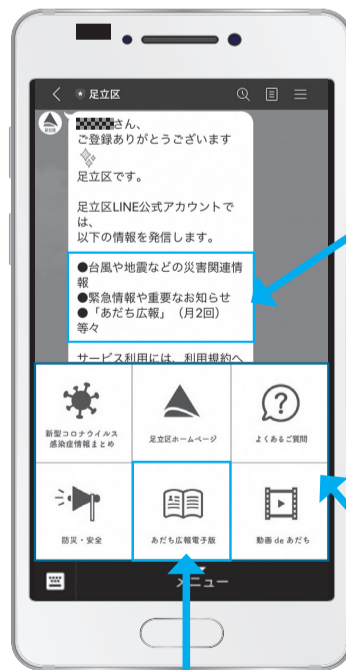 足立区
さん、
ご登録ありがとうございます
足立区です。
足立区LINE公式アカウントで
は、
以下の情報を発信します。
●台風や地震などの災害関連情
報
●緊急情報や重要なお知らせ
●「あだち広報」（月2回）
等々
サービス利用には、利用規約へ
新型コロナウイルス
感染症情報まとめ
足立区ホームページ
よくあるご質問
防災・安全
あだち広報電子版
動画 de あだち
メニュー